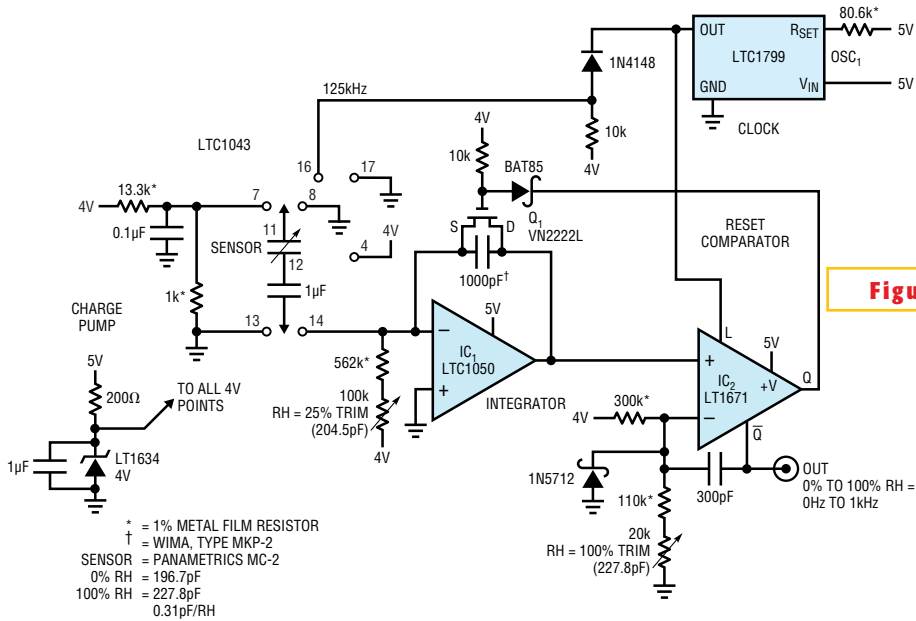 80.6k*
OUT
RSET
5V
LTC1799
OSC1
1N4148
GND
VIN
5V
125kHz
CLOCK
4V
LTC1043
10k
16
17
10k
BAT85
4V
13.3k*
4V
7
8
Q1
VN2222L
S
D
RESET
COMPARATOR
11
4V
0.1µF
SENSOR
4
12
1000pF†
1µF
1k*
Figu
CHARGE
PUMP
5V
L
13
14
–
5V
562k*
IC1
LTC1050
+
+
5V
Q
IC2
LT1671
+V
–
200Ω
TO ALL 4V
POINTS
100k
RH = 25% TRIM
(204.5pF)
4V
INTEGRATOR
300k*
4V
Q
1µF
LT1634
4V
1N5712
300pF
OUT
0% TO 100% RH =
0Hz TO 1kHz
110k*
20k
RH = 100% TRIM
(227.8pF)
* = 1% METAL FILM RESISTOR
† = WIMA, TYPE MKP-2
SENSOR = PANAMETRICS MC-2
0% RH = 196.7pF
100% RH = 227.8pF
0.31pF/RH